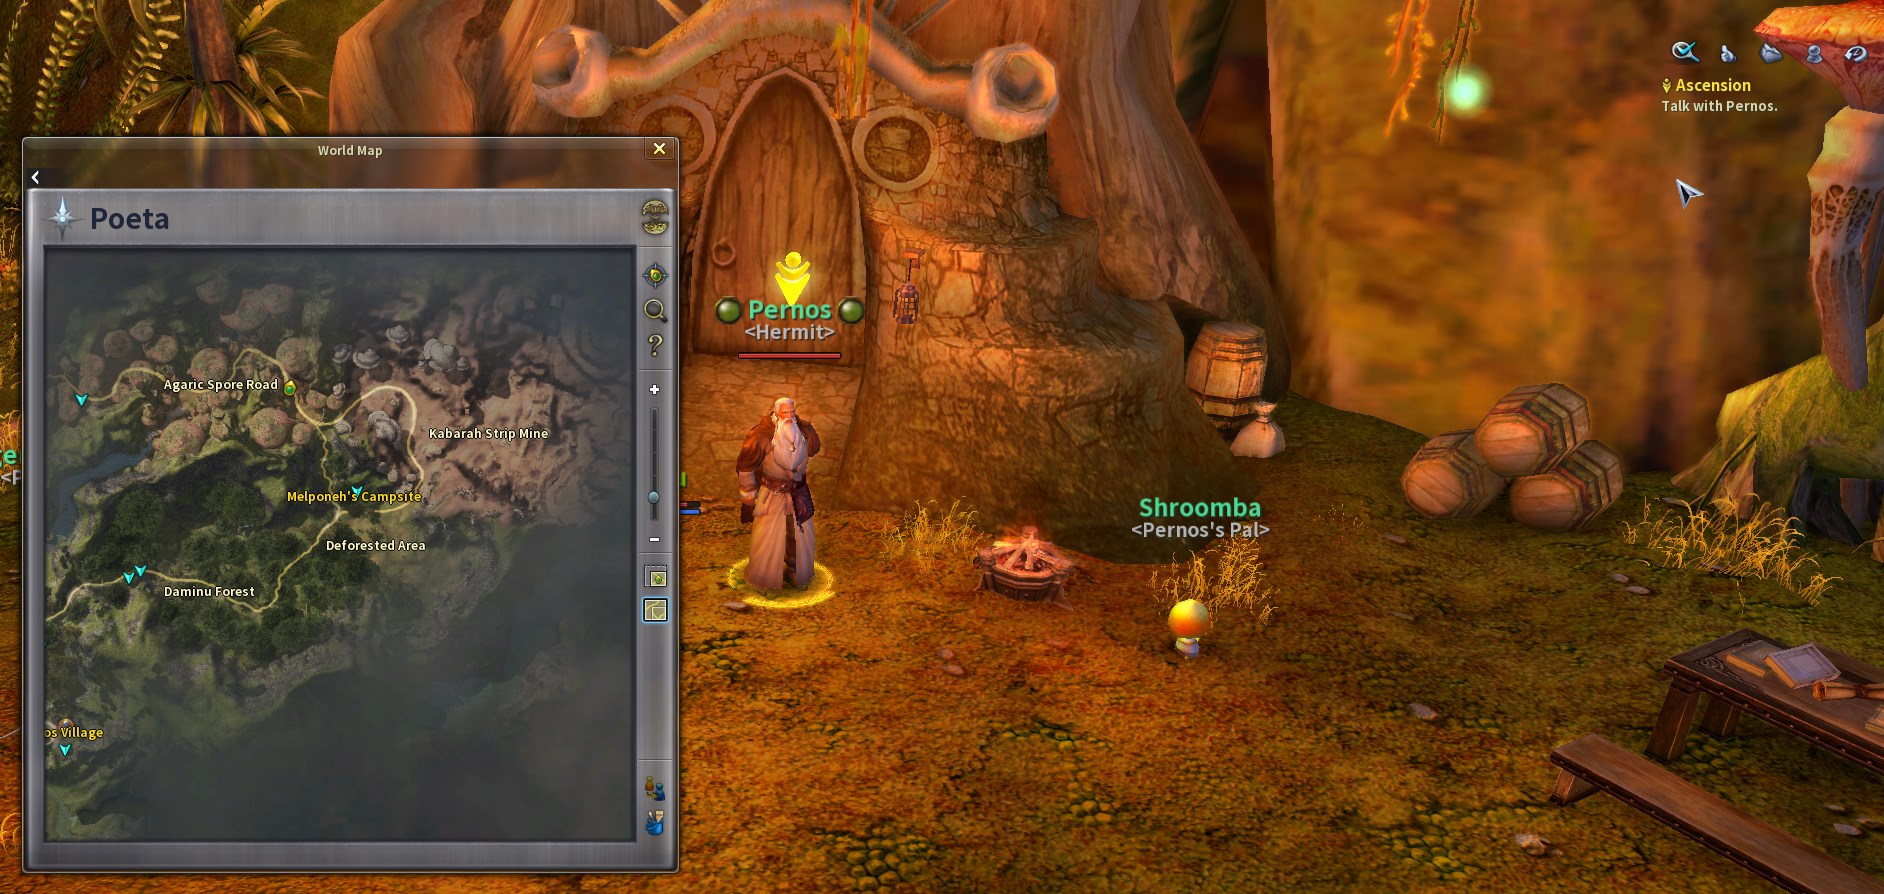 World Map
Poeta
Agaric Spore Road
Kabarah Strip Mine
Melponeh's Campsite
Deforested Area
Daminu Forest
os Village
Pernos
<Hermit>
Shroomba
<Pernos's Pal>
Ascension
Talk with Pernos.